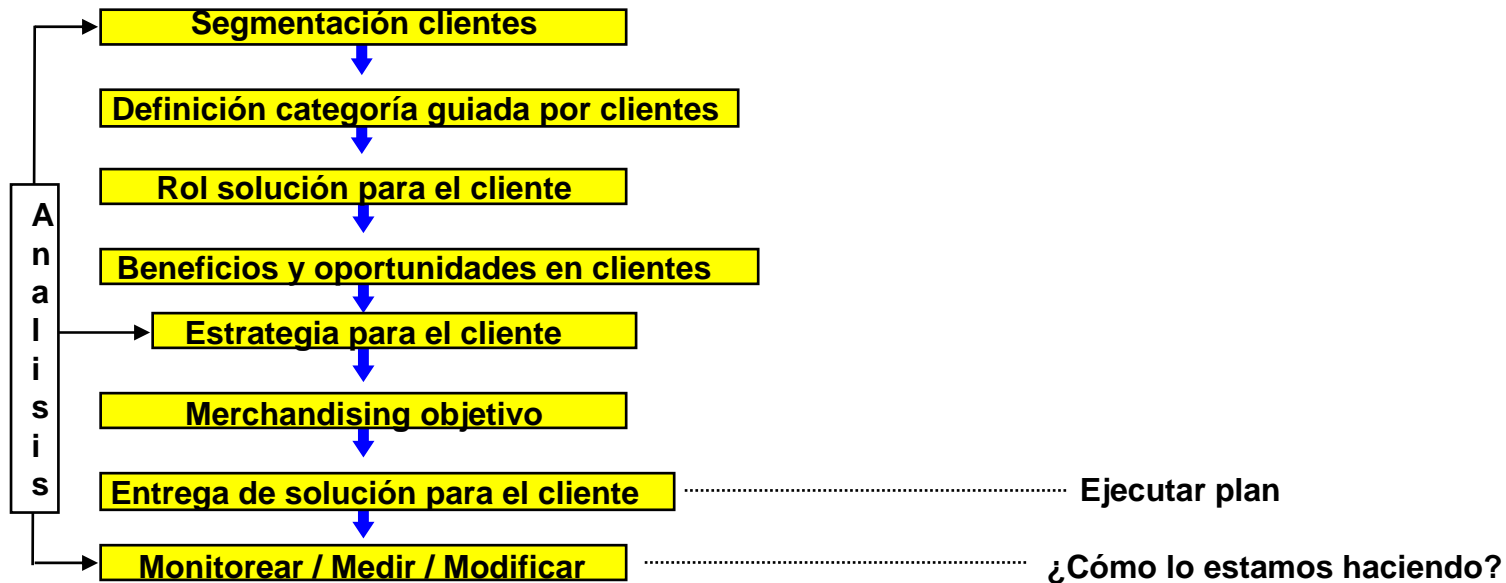 Segmentación clientes
Definición categoría guiada por clientes
Rol solución para el cliente
Analisis
Beneficios y oportunidades en clientes
Estrategia para el cliente
Merchandising objetivo
Entrega de solución para el cliente
Ejecutar plan
Monitorear / Medir / Modificar
¿Cómo lo estamos haciendo?